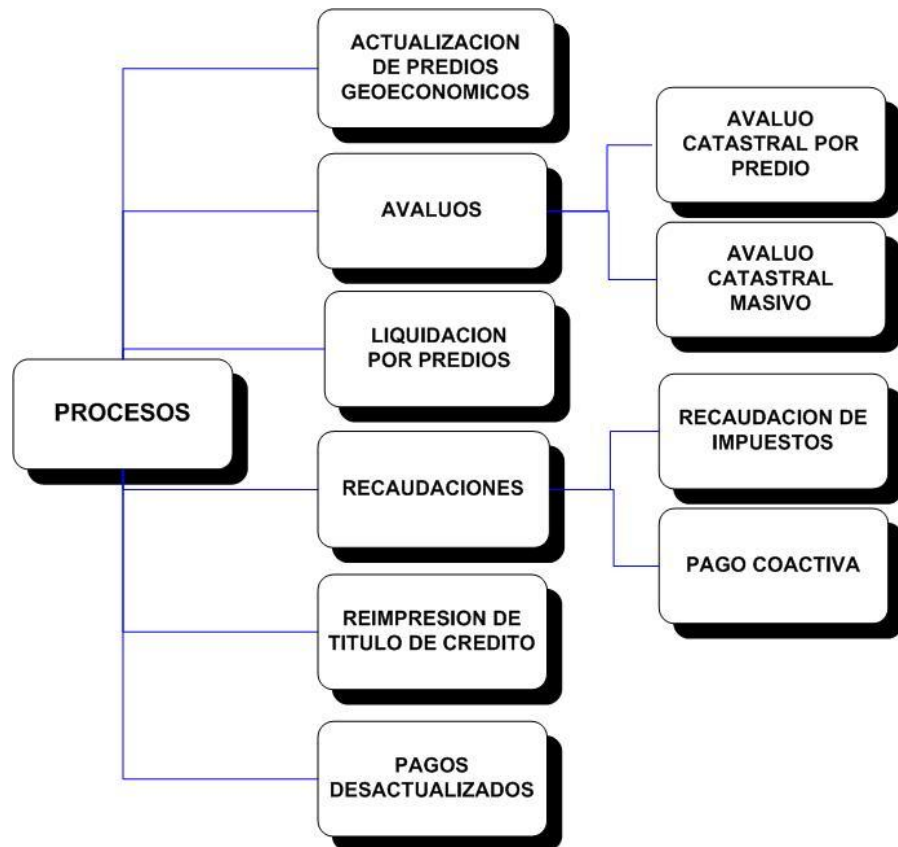 PROCESOS
ACTUALIZACION
DE PREDIOS
GEOECONOMICOS
AVALUOS
AVALUO
CATASTRAL POR
PREDIO
AVALUO
CATASTRAL
MASIVO
LIQUIDACION
POR PREDIOS
RECAUDACIONES
RECAUDACION DE
IMPUESTOS
PAGO COACTIVA
REIMPRESION DE
TITULO DE CREDITO
PAGOS
DESACTUALIZADOS